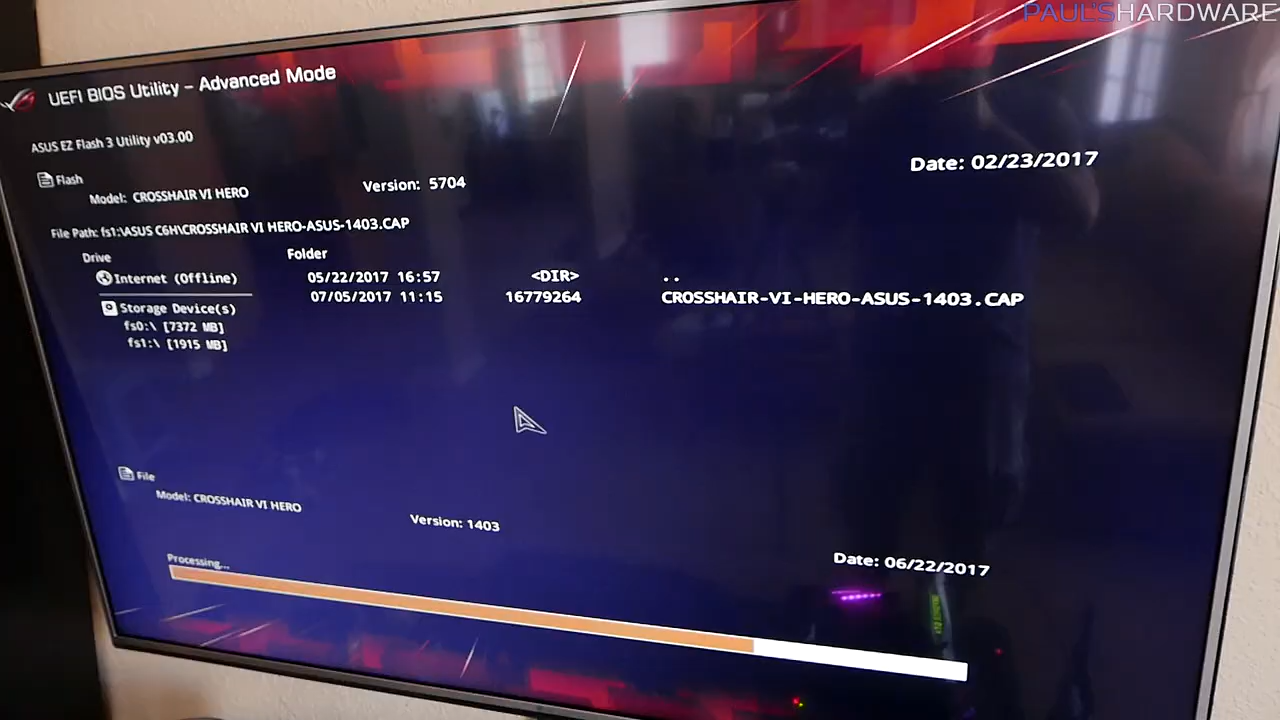 PAUL'SHARDWARE
UEFI BIOS Utility – Advanced Mode
ASUS EZ Flash 3 Utility v03.00
Flash
Model: CROSSHAIR VI HERO
Version: 5704
Date: 02/23/2017
File Path: fs1:\ASUS C6H\CROSSHAIR VI HERO-ASUS-1403.CAP
Drive
Folder
Internet (Offline)
05/22/2017 16:57 <DIR> ..
07/05/2017 11:15 16779264 CROSSHAIR-VI-HERO-ASUS-1403.CAP
Storage Device(s)
fs0:\ [7372 MB]
fs1:\ [1915 MB]
File
Model: CROSSHAIR VI HERO
Version: 1403
Date: 06/22/2017
Processing...